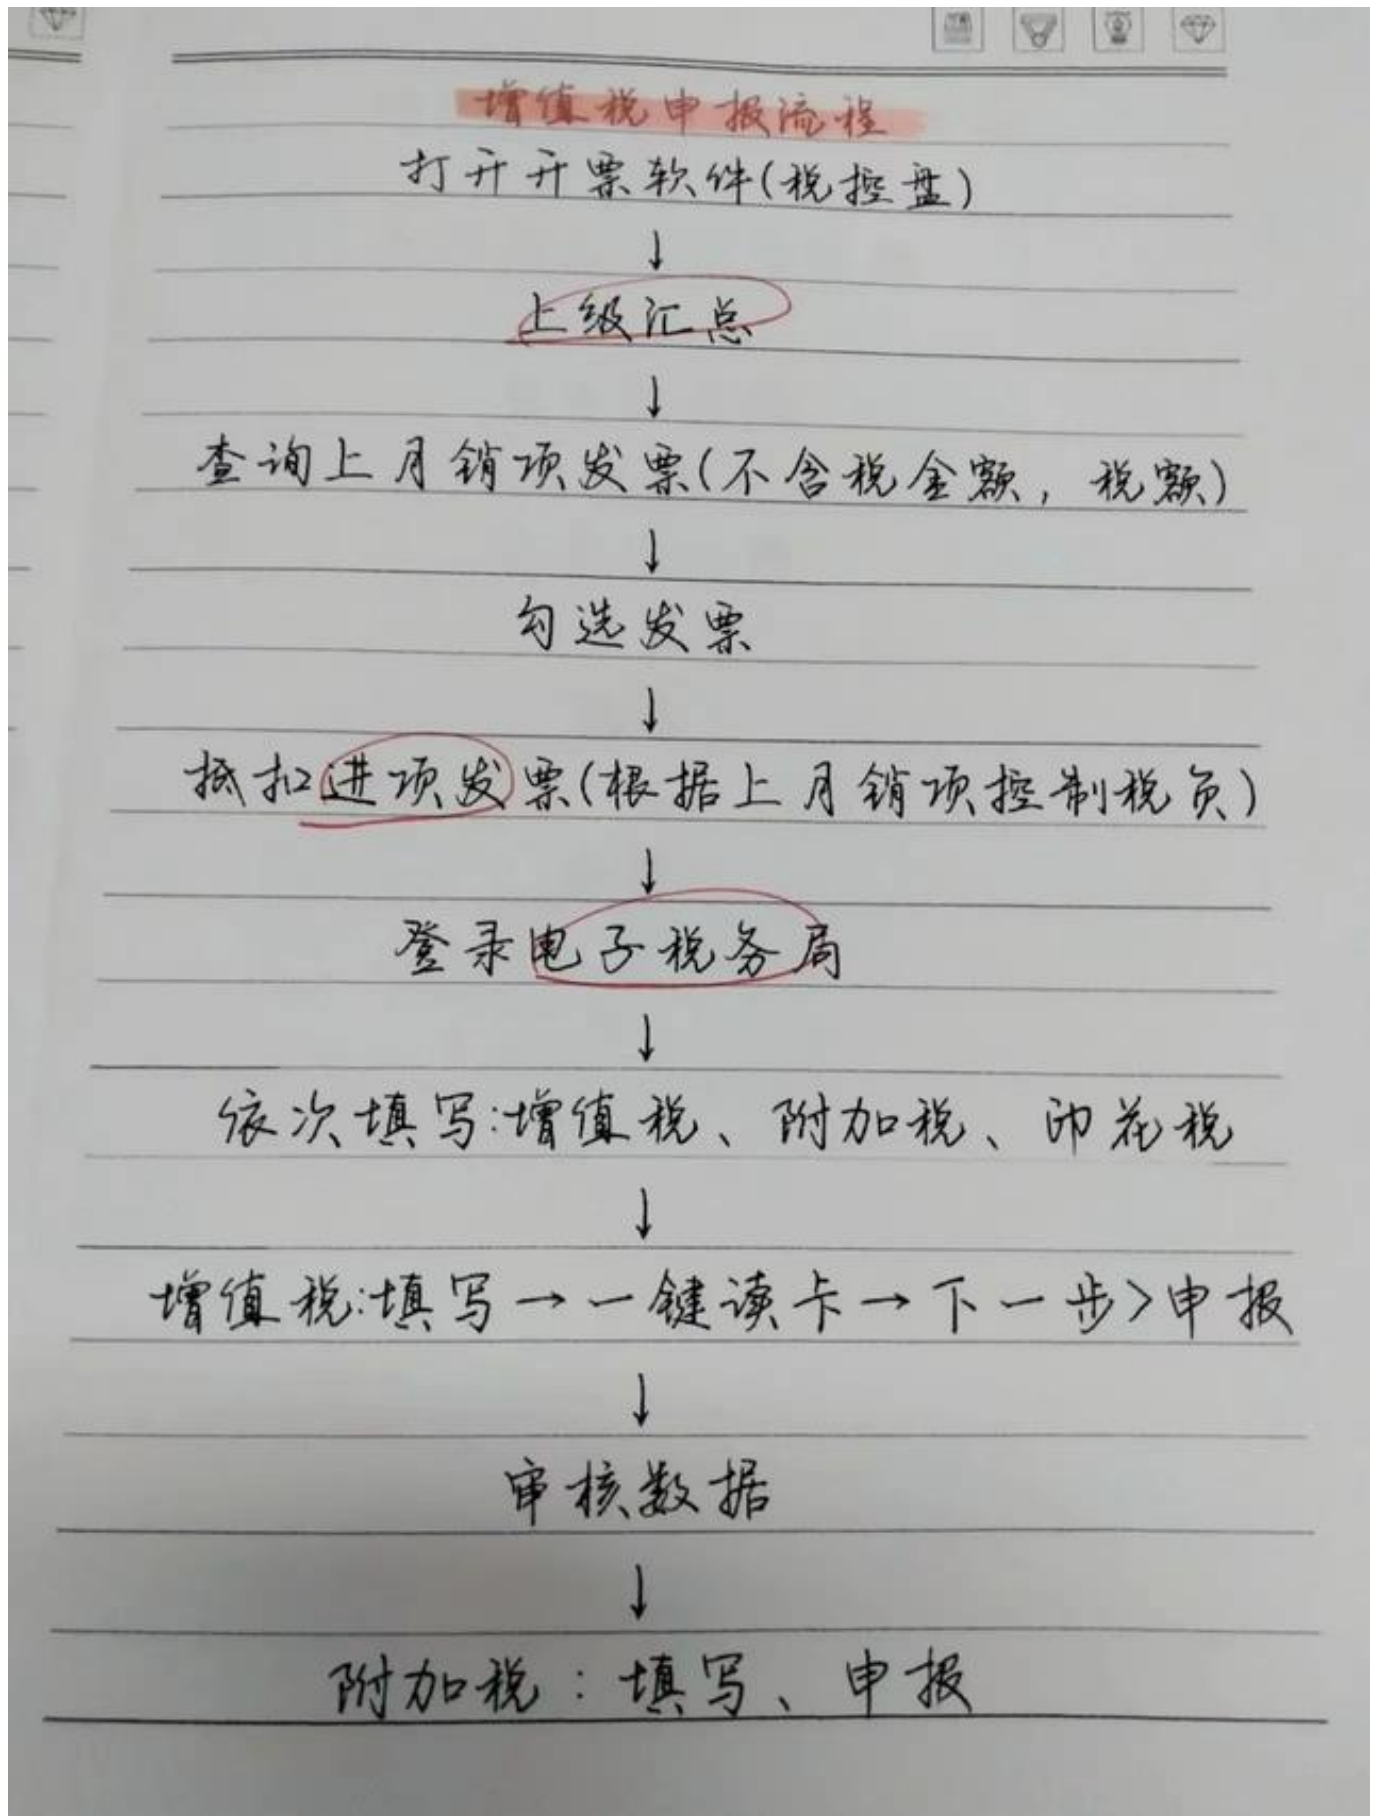 增值税申报流程
打开开票软件(税控盘)
↓
上级汇总
↓
查询上月销项发票(不含税金额，税额)
↓
勾选发票
↓
抵扣进项发票(根据上月销项控制税负)
↓
登录电子税务局
↓
依次填写:增值税、附加税、印花税
↓
增值税:填写→一键读卡→下一步>申报
↓
审核数据
↓
附加税：填写、申报